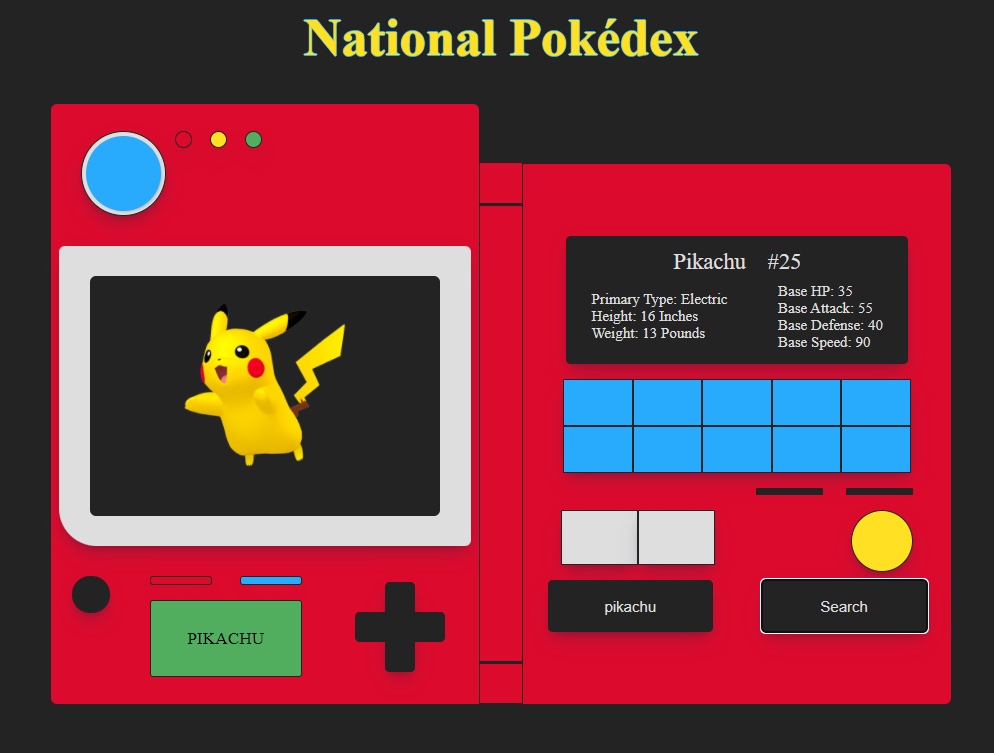 National Pokédex
Pikachu #25
Primary Type: Electric
Height: 16 Inches
Weight: 13 Pounds
Base HP: 35
Base Attack: 55
Base Defense: 40
Base Speed: 90
PIKACHU
pikachu
Search